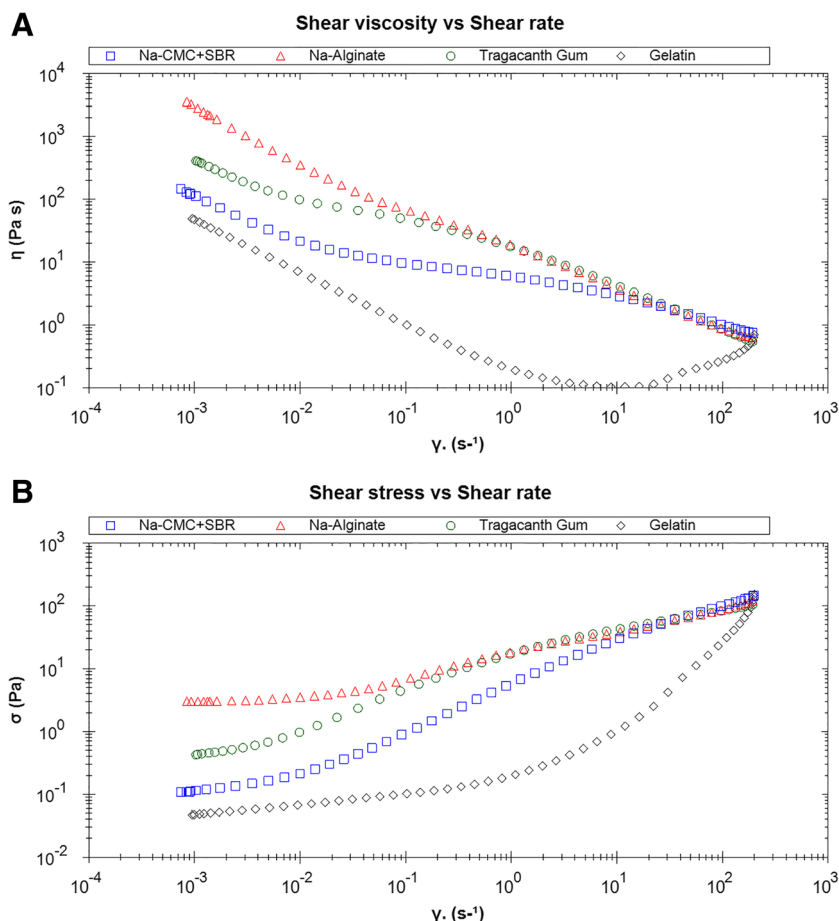 A
Shear viscosity vs Shear rate
Na-CMC+SBR Na-Alginate Tragacanth Gum Gelatin
10⁴
10³
10²
10¹
10⁰
10⁻¹
η (Pa s)
10⁻⁴ 10⁻³ 10⁻² 10⁻¹ 10⁰ 10¹ 10² 10³
γ. (s-¹)
B
Shear stress vs Shear rate
Na-CMC+SBR Na-Alginate Tragacanth Gum Gelatin
10³
10²
10¹
10⁰
10⁻¹
10⁻²
σ (Pa)
10⁻⁴ 10⁻³ 10⁻² 10⁻¹ 10⁰ 10¹ 10² 10³
γ. (s-¹)